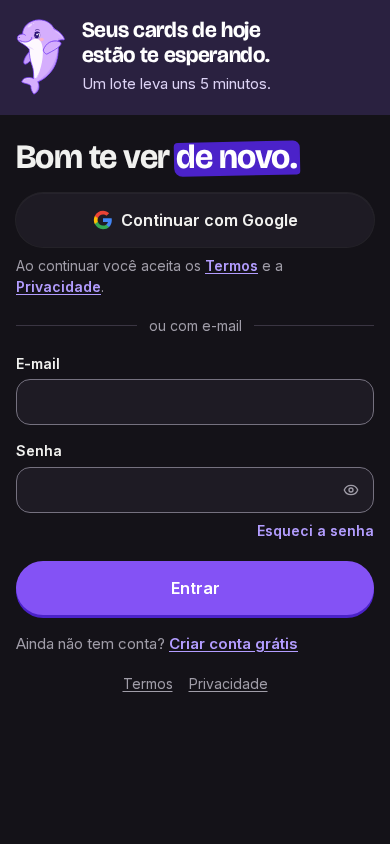 Seus cards de hoje
estão te esperando.
Um lote leva uns 5 minutos.
Bom te ver de novo.
Continuar com Google
Ao continuar você aceita os Termos e a
Privacidade.
ou com e-mail
E-mail
Senha
Esqueci a senha
Entrar
Ainda não tem conta? Criar conta grátis
Termos Privacidade